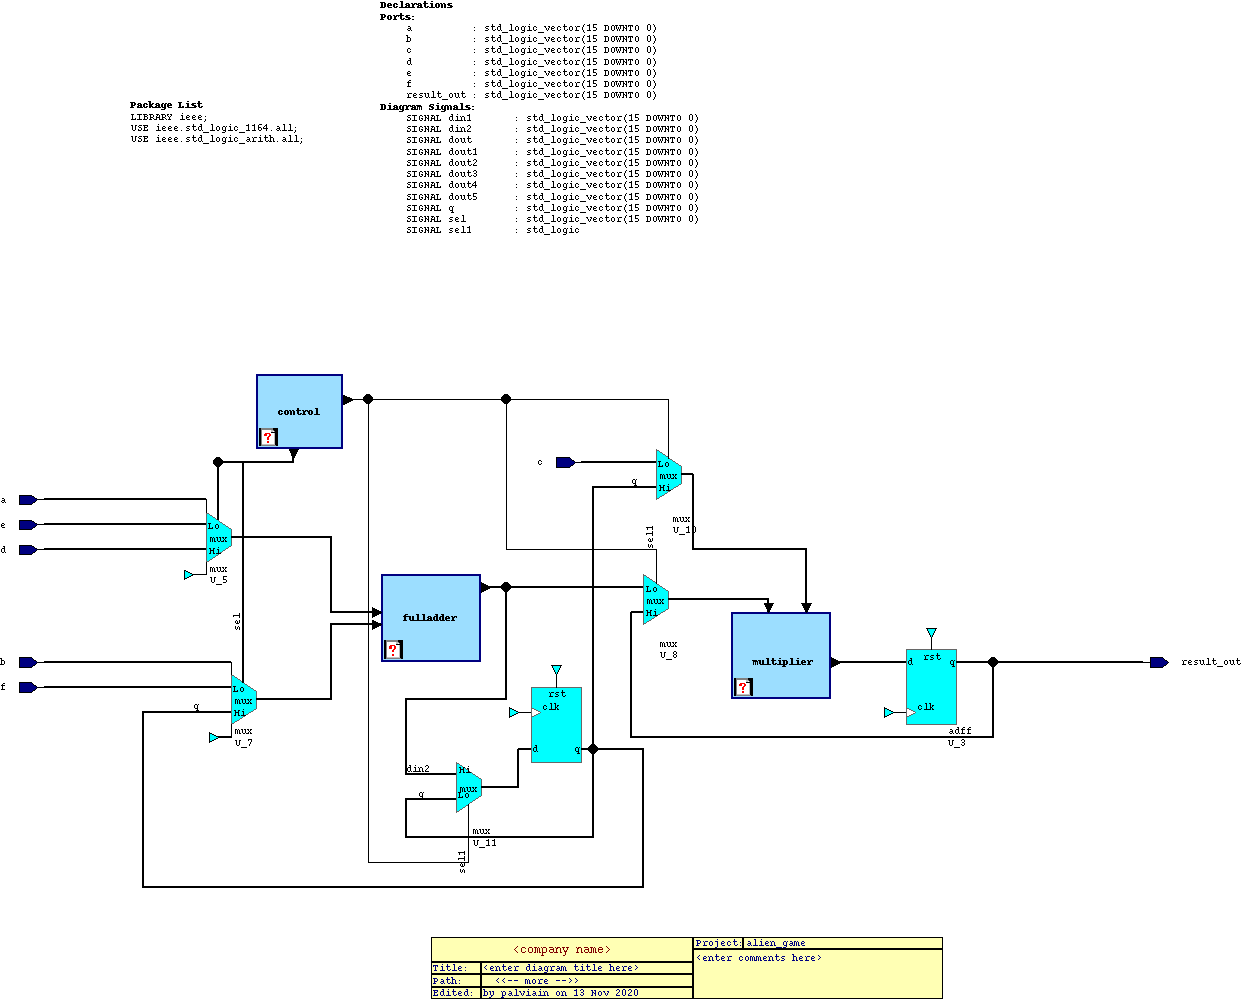 Declarations
Ports:
a : std_logic_vector(15 DOWNTO 0)
b : std_logic_vector(15 DOWNTO 0)
c : std_logic_vector(15 DOWNTO 0)
d : std_logic_vector(15 DOWNTO 0)
e : std_logic_vector(15 DOWNTO 0)
f : std_logic_vector(15 DOWNTO 0)
result_out : std_logic_vector(15 DOWNTO 0)
Diagram Signals:
SIGNAL din1 : std_logic_vector(15 DOWNTO 0)
SIGNAL din2 : std_logic_vector(15 DOWNTO 0)
SIGNAL dout : std_logic_vector(15 DOWNTO 0)
SIGNAL dout1 : std_logic_vector(15 DOWNTO 0)
SIGNAL dout2 : std_logic_vector(15 DOWNTO 0)
SIGNAL dout3 : std_logic_vector(15 DOWNTO 0)
SIGNAL dout4 : std_logic_vector(15 DOWNTO 0)
SIGNAL dout5 : std_logic_vector(15 DOWNTO 0)
SIGNAL q : std_logic_vector(15 DOWNTO 0)
SIGNAL sel : std_logic_vector(15 DOWNTO 0)
SIGNAL sel1 : std_logic
Package List
LIBRARY ieee;
USE ieee.std_logic_1164.all;
USE ieee.std_logic_arith.all;
control
?
c
Lo
mux
Hi
q
mux
U_10
sel1
a
e
d
Lo
mux
Hi
mux
U_5
sel
fulladder
?
Lo
mux
Hi
mux
U_8
multiplier
?
d rst q
clk
adff
U_3
result_out
b
f
q
Lo
mux
Hi
mux
U_7
rst
clk
d q
din2
q
Hi
mux
Lo
mux
U_11
sel1
<company name>
Title: <enter diagram title here>
Path: <<-- more -->>
Edited: by palviain on 13 Nov 2020
Project: alien_game
<enter comments here>